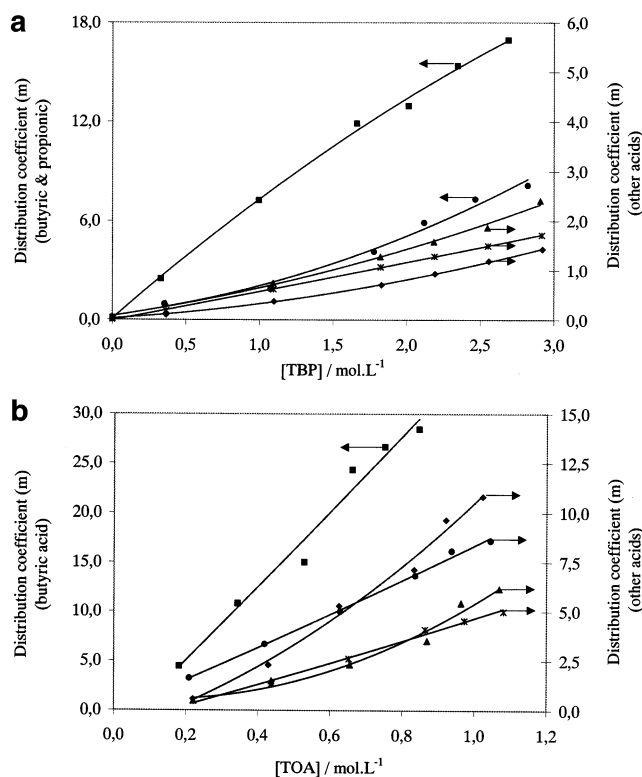 a
18,0
12,0
6,0
0,0
Distribution coefficient (m)
(butyric & propionic)
6,0
5,0
4,0
3,0
2,0
1,0
0,0
Distribution coefficient (m)
(other acids)
0,0 0,5 1,0 1,5 2,0 2,5 3,0
[TBP] / mol.L-1
b
30,0
25,0
20,0
15,0
10,0
5,0
0,0
Distribution coefficient (m)
(butyric acid)
15,0
12,5
10,0
7,5
5,0
2,5
0,0
Distribution coefficient (m)
(other acids)
0,0 0,2 0,4 0,6 0,8 1,0 1,2
[TOA] / mol.L-1